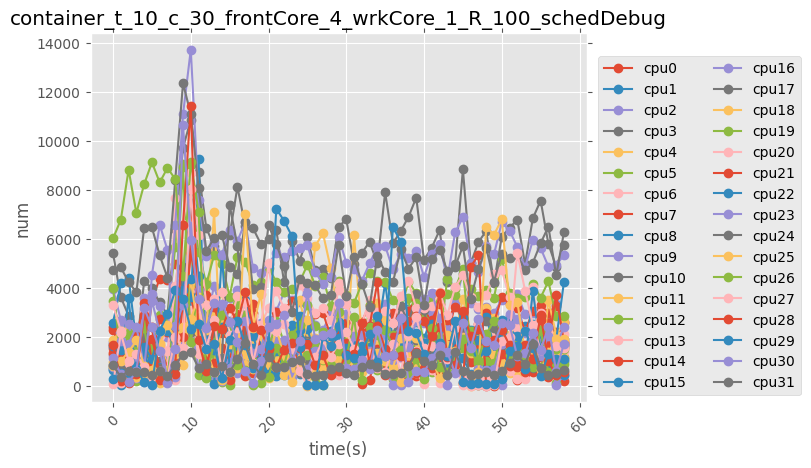 container_t_10_c_30_frontCore_4_wrkCore_1_R_100_schedDebug
14000
12000
10000
8000
6000
4000
2000
0
num
0
10
20
30
40
50
60
time(s)
cpu0
cpu1
cpu2
cpu3
cpu4
cpu5
cpu6
cpu7
cpu8
cpu9
cpu10
cpu11
cpu12
cpu13
cpu14
cpu15
cpu16
cpu17
cpu18
cpu19
cpu20
cpu21
cpu22
cpu23
cpu24
cpu25
cpu26
cpu27
cpu28
cpu29
cpu30
cpu31